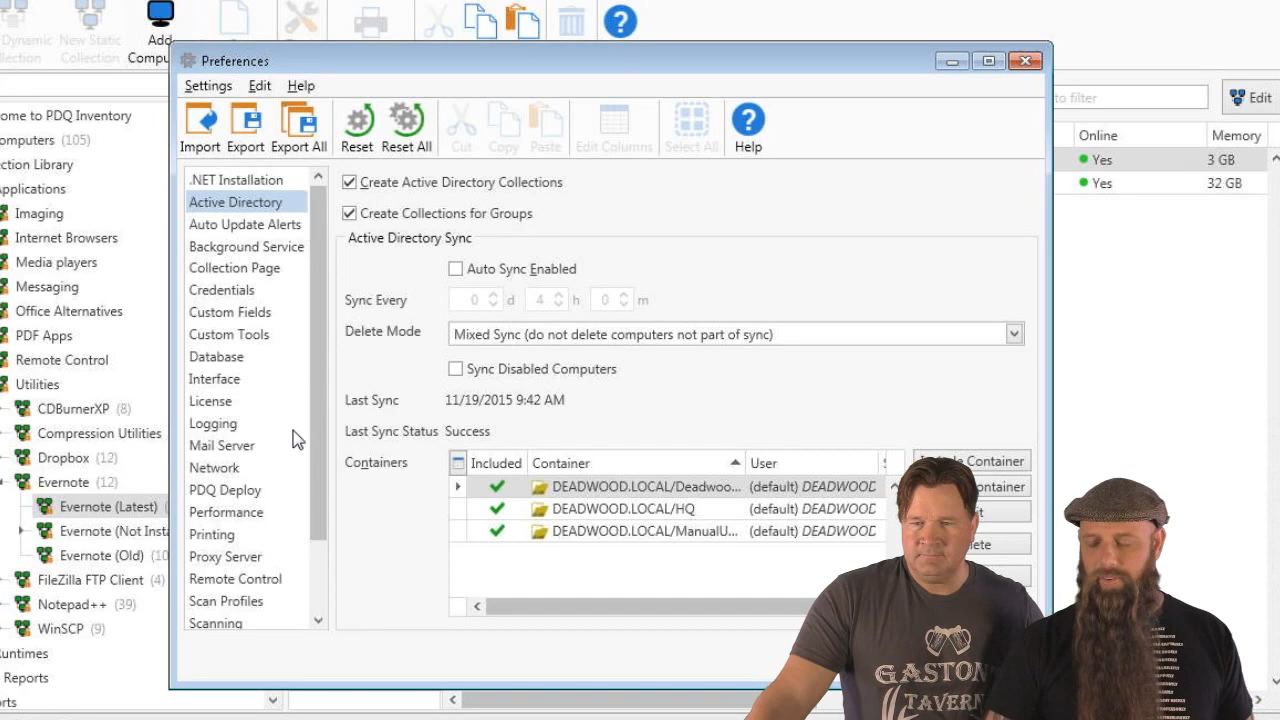 Dynamic
Collection
New Static
Collection
Add
Compu
ome to PDQ Inventory
omputers (105)
ction Library
Applications
Imaging
Internet Browsers
Media players
Messaging
Office Alternatives
PDF Apps
Remote Control
Utilities
CDBurnerXP (8)
Compression Utilities
Dropbox (12)
Evernote (12)
Evernote (Latest)
Evernote (Not Insta
Evernote (Old) (10
FileZilla FTP Client (4)
Notepad++ (39)
WinSCP (9)
Runtimes
Reports
orts
Preferences
Settings Edit Help
Import Export Export All Reset Reset All Cut Copy Paste Edit Columns Select All Help
.NET Installation
Active Directory
Auto Update Alerts
Background Service
Collection Page
Credentials
Custom Fields
Custom Tools
Database
Interface
License
Logging
Mail Server
Network
PDQ Deploy
Performance
Printing
Proxy Server
Remote Control
Scan Profiles
Scanning
Create Active Directory Collections
Create Collections for Groups
Active Directory Sync
Auto Sync Enabled
Sync Every 0 d 4 h 0 m
Delete Mode Mixed Sync (do not delete computers not part of sync)
Sync Disabled Computers
Last Sync 11/19/2015 9:42 AM
Last Sync Status Success
Containers Included Container User
DEADWOOD.LOCAL/Deadwoo... (default) DEADWOOD
DEADWOOD.LOCAL/HQ (default) DEADWOOD
DEADWOOD.LOCAL/ManualU... (default) DEADWOOD
Container
ontainer
lete
to filter Edit
Online Memory
Yes 3 GB
Yes 32 GB
GASTON
TAVERN